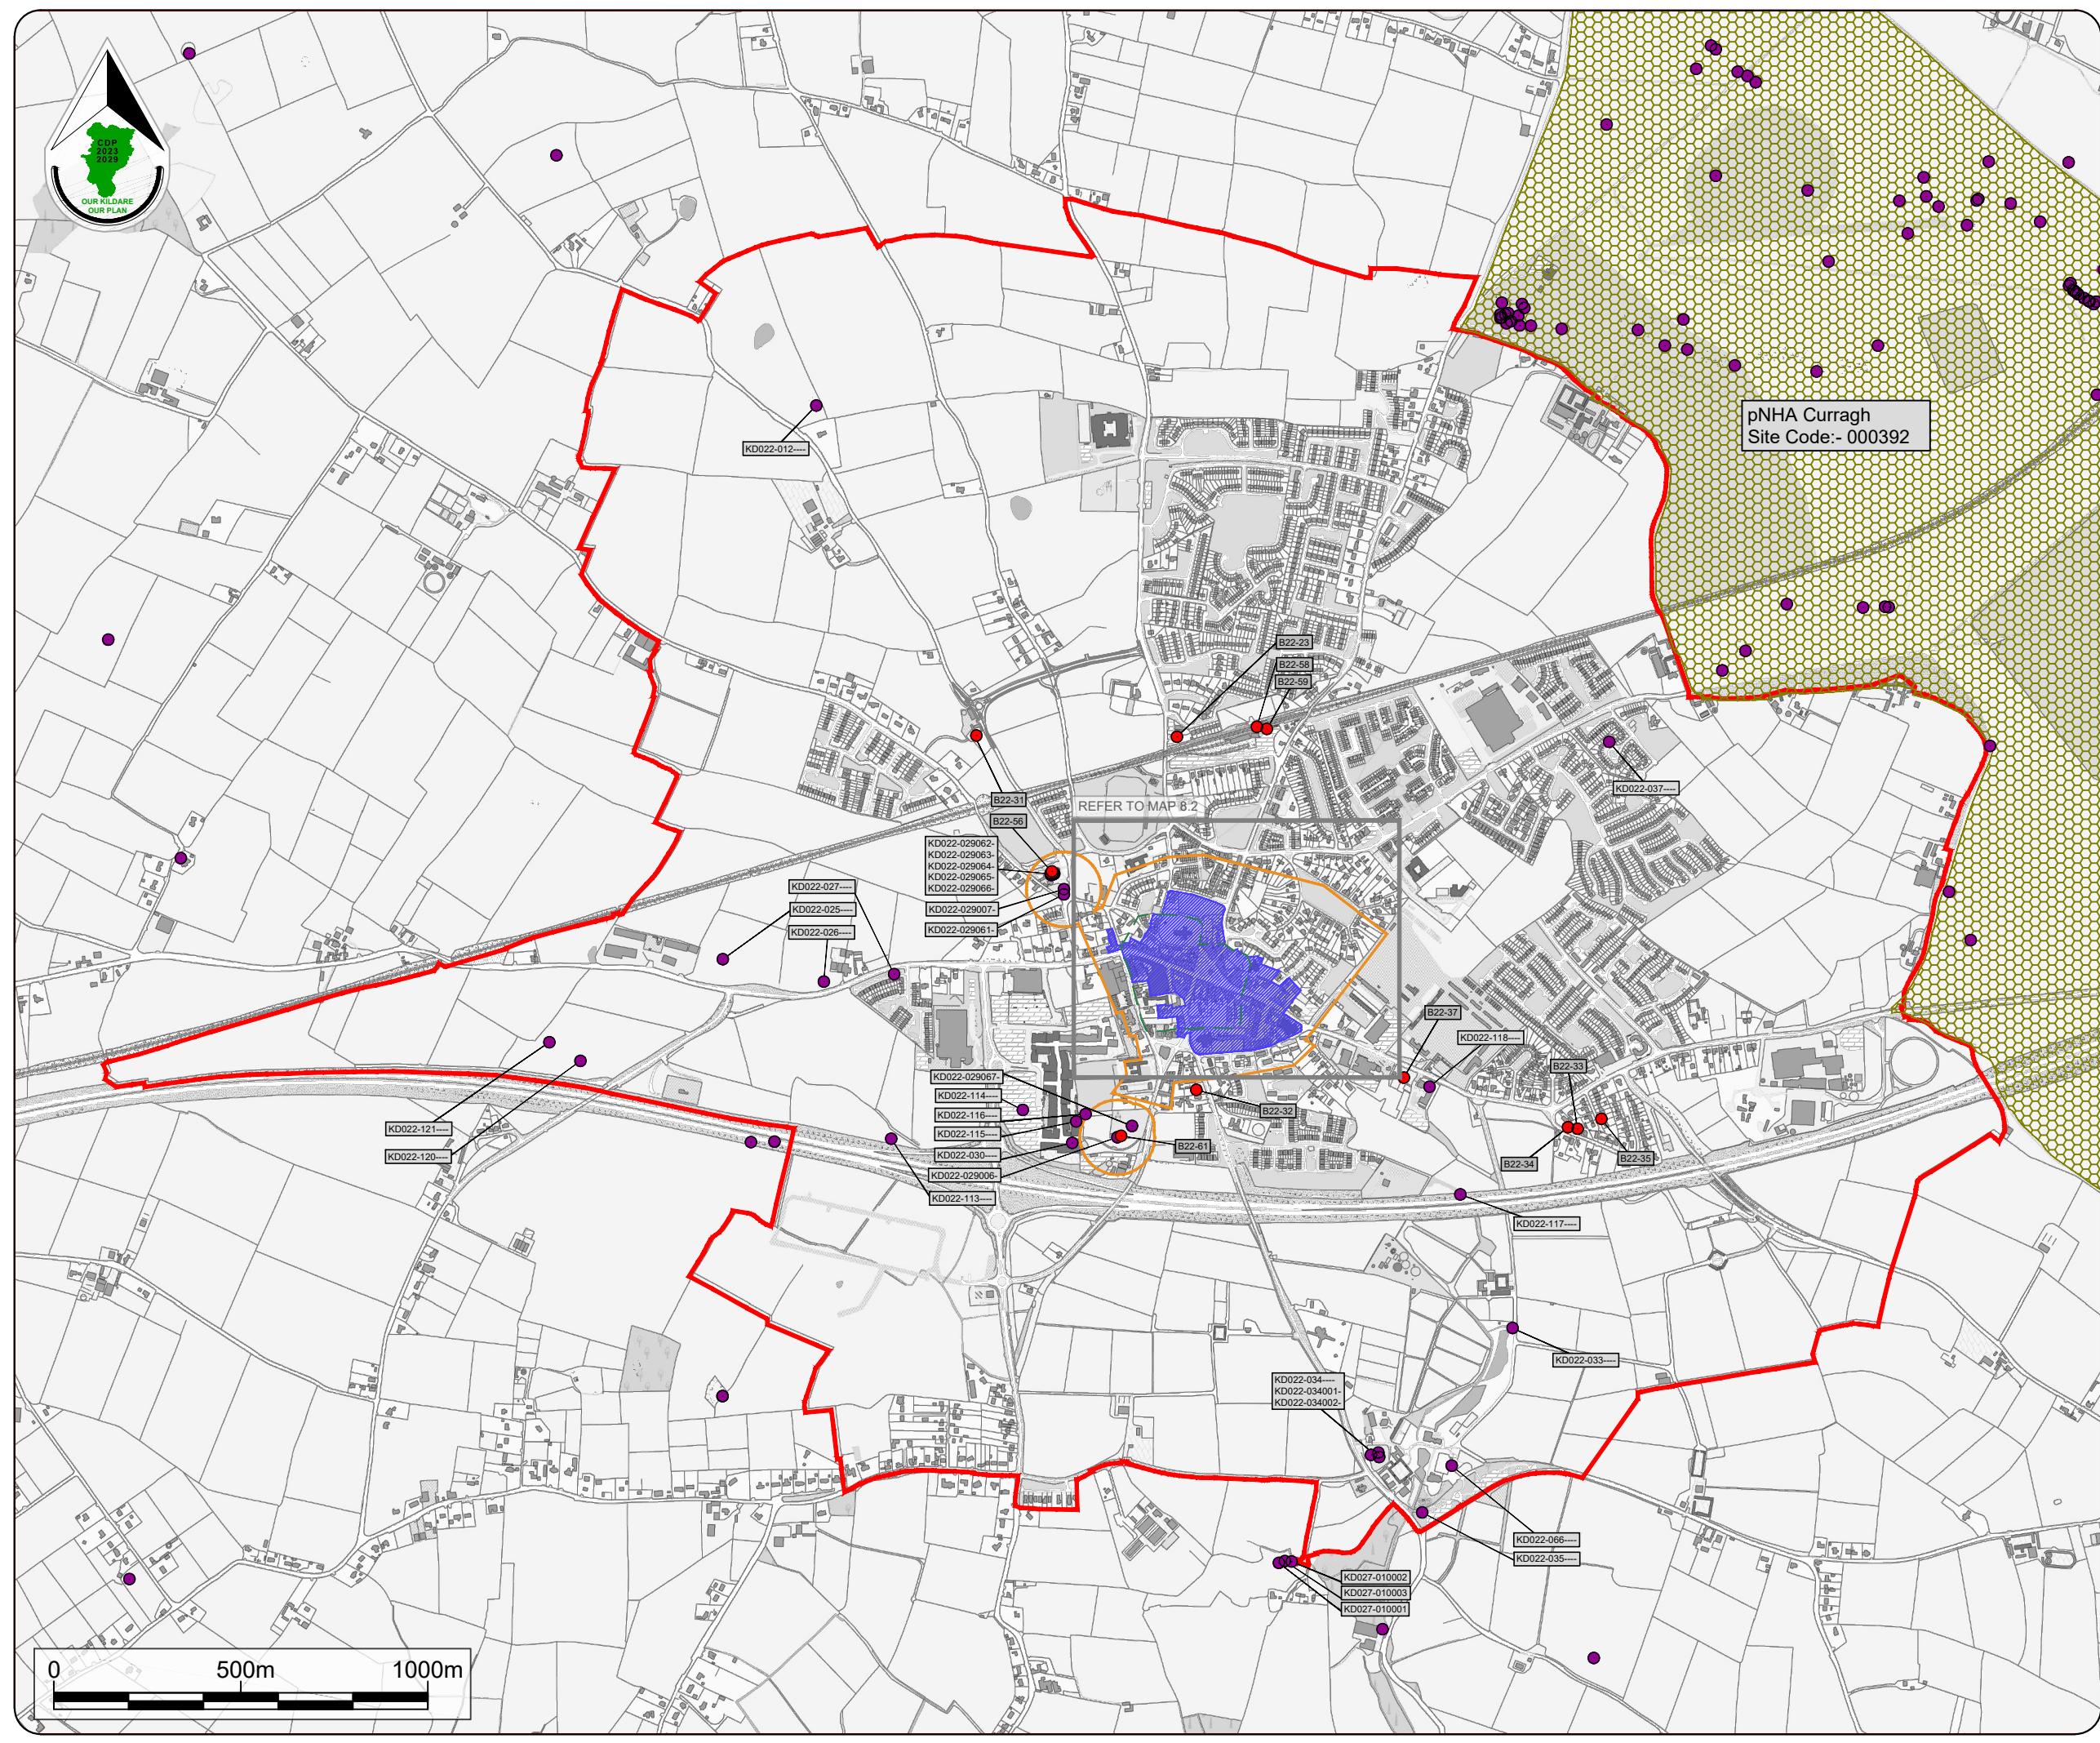 CDP
2023
2029
OUR KILDARE
OUR PLAN
pNHA Curragh
Site Code:- 000392
KD022-012----
B22-23
B22-58
B22-59
KD022-037----
B22-31
REFER TO MAP 8.2
B22-56
KD022-029062-
KD022-029063-
KD022-029064-
KD022-029065-
KD022-029066-
KD022-027----
KD022-025----
KD022-029007-
KD022-026----
KD022-029061-
B22-37
KD022-118----
B22-33
KD022-029067-
KD022-114----
B22-32
KD022-116----
KD022-121----
KD022-115----
B22-61
KD022-030----
KD022-120----
B22-35
B22-34
KD022-029006-
KD022-113----
KD022-117----
KD022-033----
KD022-034----
KD022-034001-
KD022-034002-
KD022-066----
KD022-035----
KD027-010002
KD027-010003
KD027-010001
0 500m 1000m